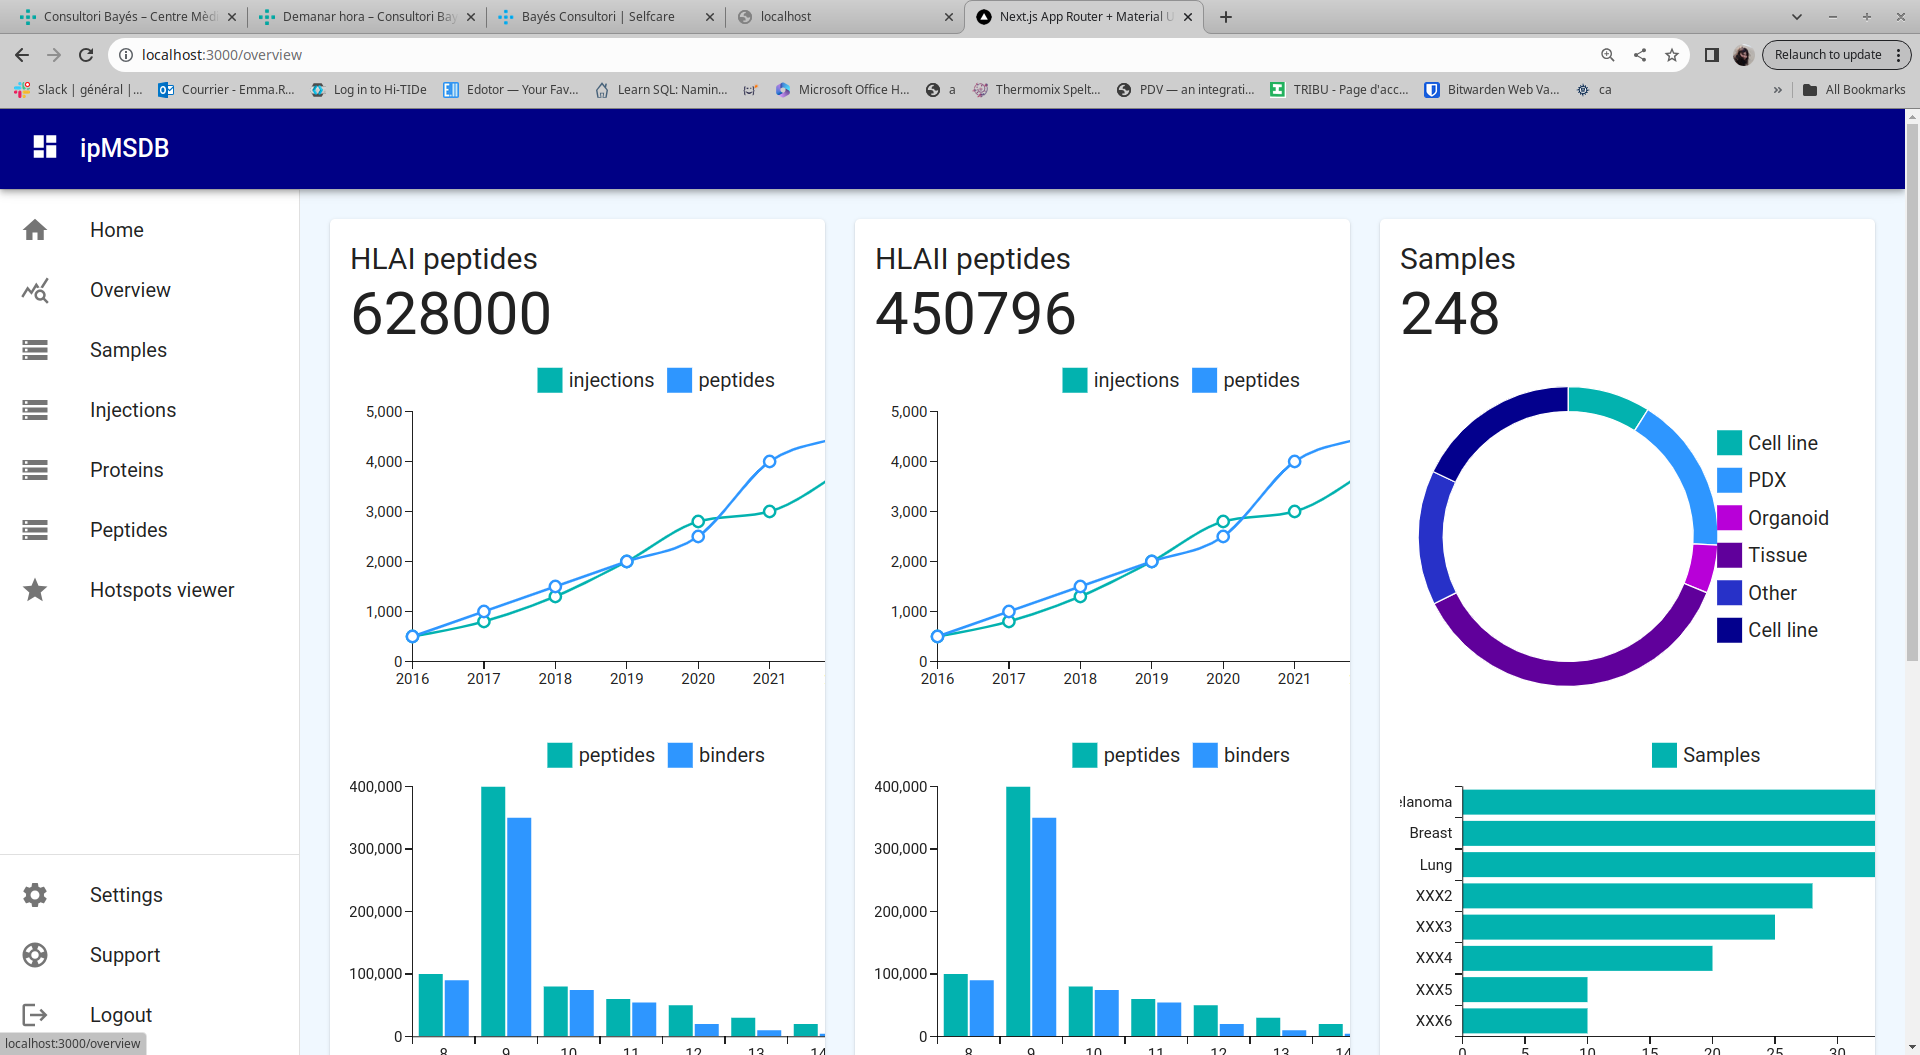 Consultori Bayés – Centre Mèdi
Demanar hora – Consultori Bay
Bayés Consultori | Selfcare
localhost
Next.js App Router + Material U
localhost:3000/overview
Relaunch to update
Slack | général |...
Courrier - Emma.R...
Log in to Hi-TIDe
Edotor — Your Fav...
Learn SQL: Namin...
Microsoft Office H...
a
Thermomix Spelt...
PDV — an integrati...
TRIBU - Page d'acc...
Bitwarden Web Va...
ca
»
All Bookmarks
ipMSDB
Home
Overview
Samples
Injections
Proteins
Peptides
Hotspots viewer
Settings
Support
Logout
localhost:3000/overview
HLAI peptides
628000
injections peptides
5,000
4,000
3,000
2,000
1,000
0
2016 2017 2018 2019 2020 2021
peptides binders
400,000
300,000
200,000
100,000
0
8 9 10 11 12 13 14
HLAII peptides
450796
injections peptides
5,000
4,000
3,000
2,000
1,000
0
2016 2017 2018 2019 2020 2021
peptides binders
400,000
300,000
200,000
100,000
0
8 9 10 11 12 13 14
Samples
248
Cell line
PDX
Organoid
Tissue
Other
Cell line
Samples
elanoma
Breast
Lung
XXX2
XXX3
XXX4
XXX5
XXX6
0 5 10 15 20 25 30